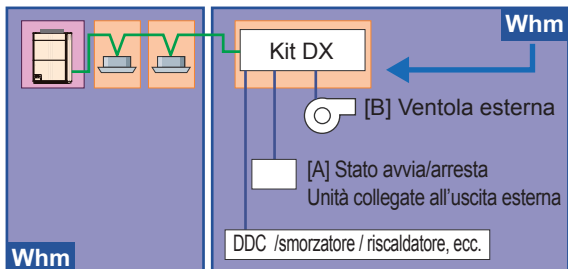 Whm
Kit DX
[B] Ventola esterna
[A] Stato avvia/arresta
Unità collegate all'uscita esterna
DDC /smorzatore / riscaldatore, ecc.
Whm